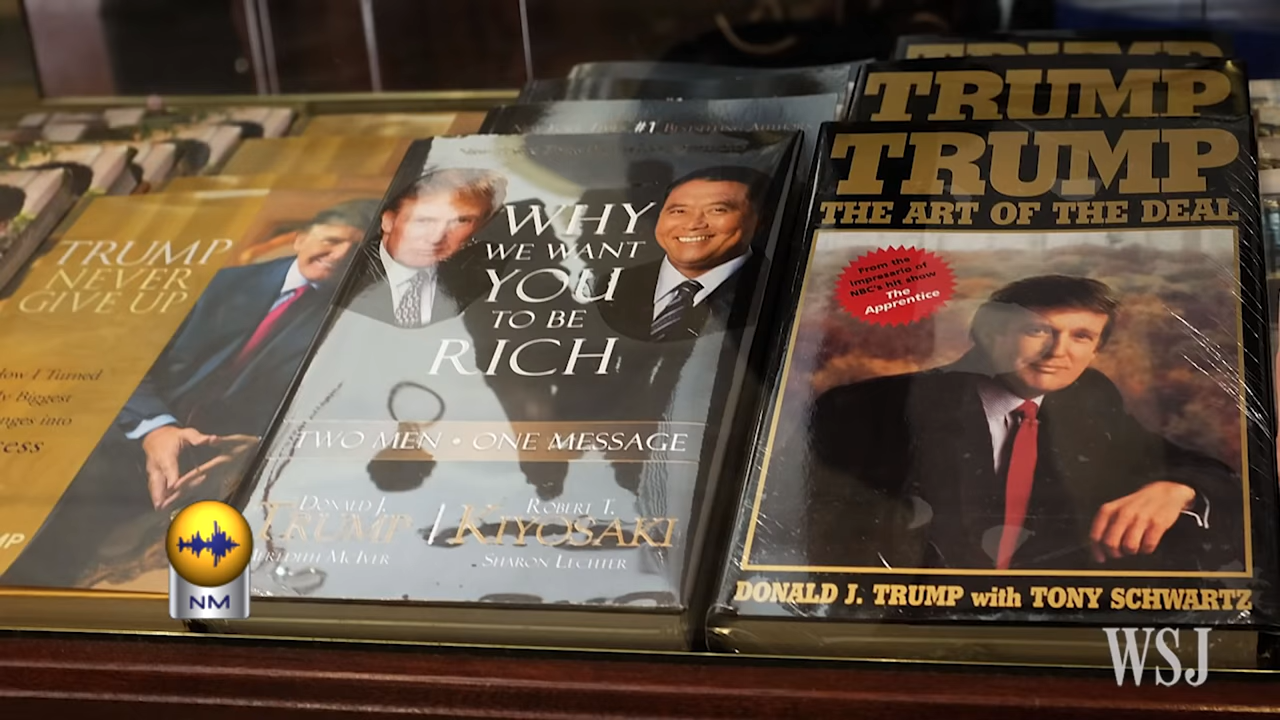 TRUMP
NEVER
GIVE UP
How I Turned
My Biggest
into
NM
#1
WHY
WE WANT
YOU
TO BE
RICH
TWO MEN • ONE MESSAGE
DONALD J.
TRUMP
MEREDITH MCIVER
ROBERT T.
KIYOSAKI
SHARON LECHTER
TRUMP
TRUMP
TRUMP
THE ART OF THE DEAL
From the
impresario of
NBC's hit show
The
Apprentice
DONALD J. TRUMP with TONY SCHWARTZ
WSJ